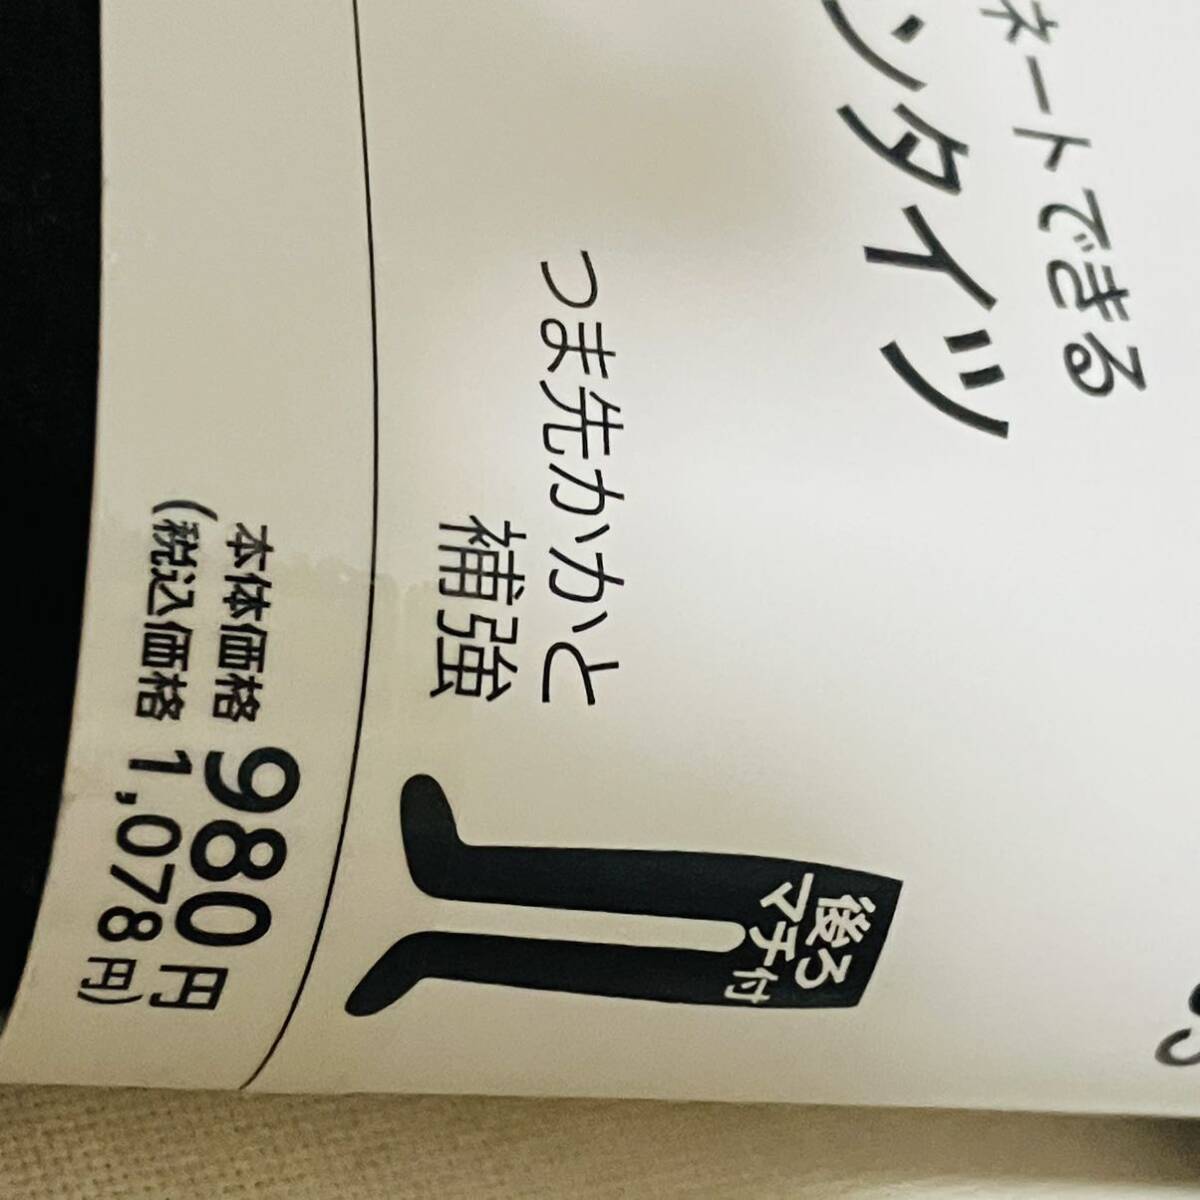 ネートできる
ンタイツ
つま先かかと
補強
後ろ
マチ付
本体価格 980円
(税込価格 1,078円)